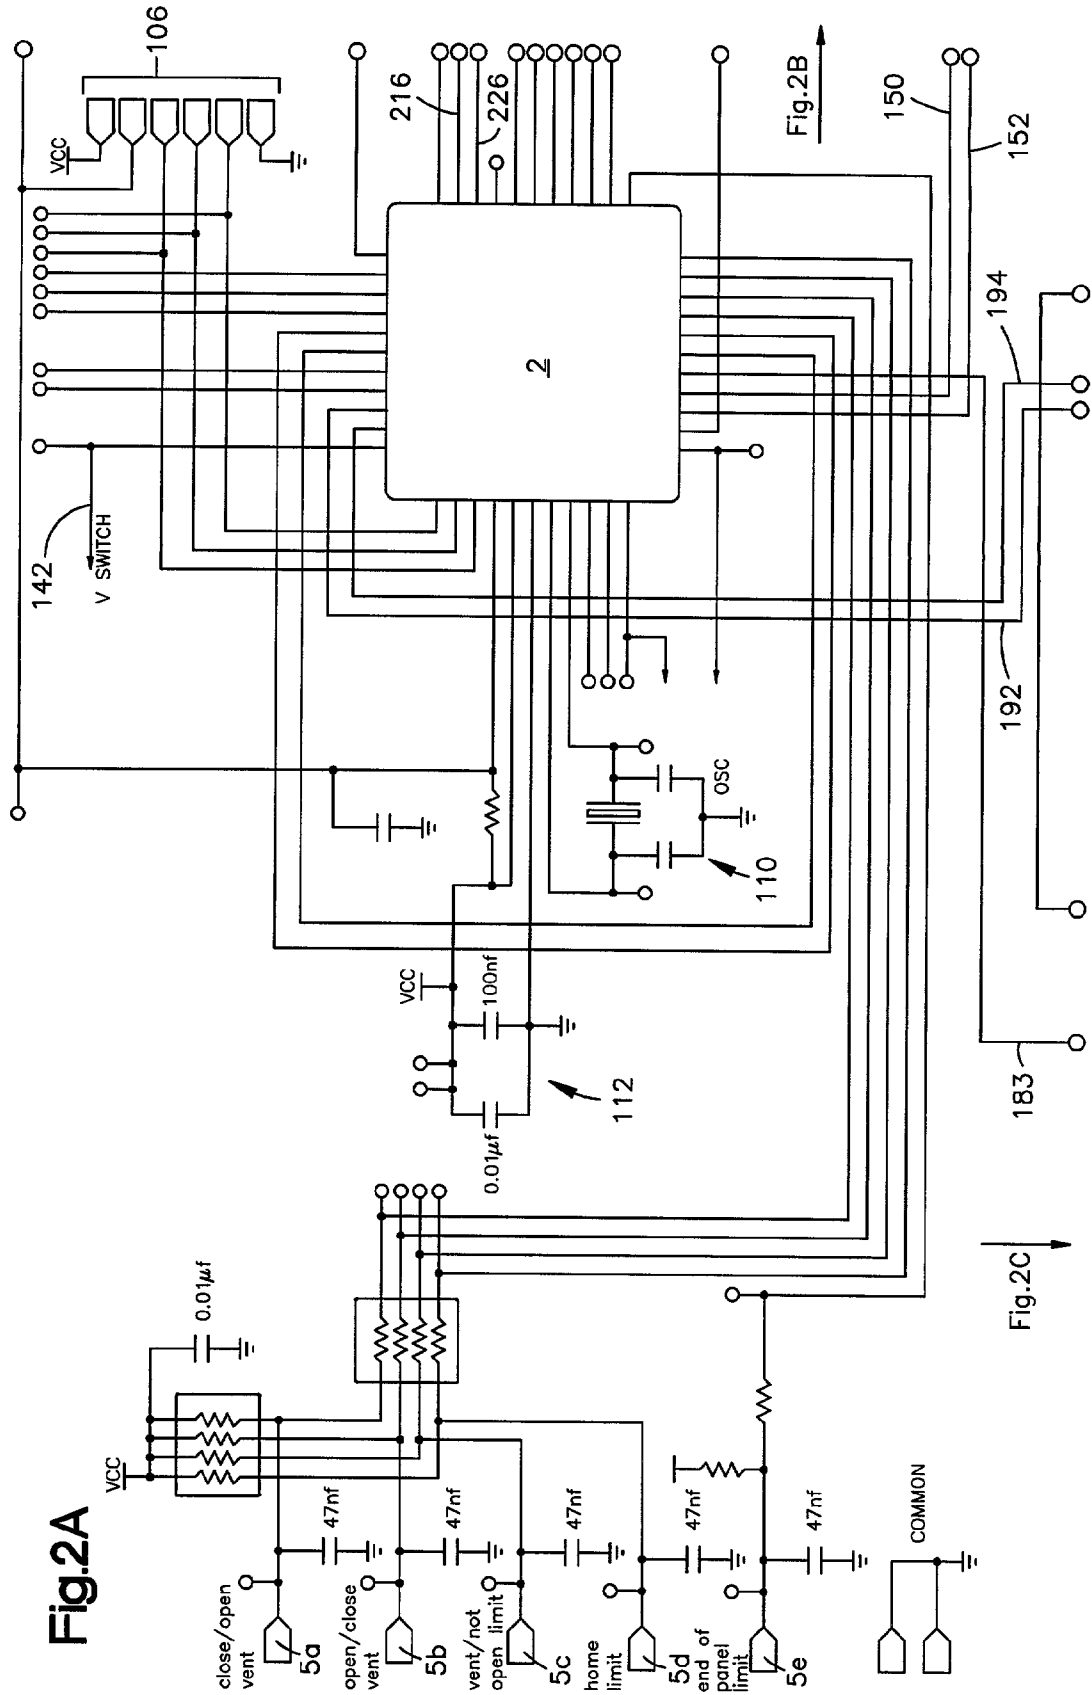 Fig.2A
VCC
0.01µf
close/open
vent
5a
47nf
open/close
vent
5b
47nf
vent/not
open limit
5c
47nf
home
limit
5d
47nf
end of
panel
limit
5e
47nf
COMMON
Fig.2C
VCC
100nf
0.01µf
112
OSC
110
142
V SWITCH
VCC
106
2
216
226
Fig.2B
150
152
194
192
183